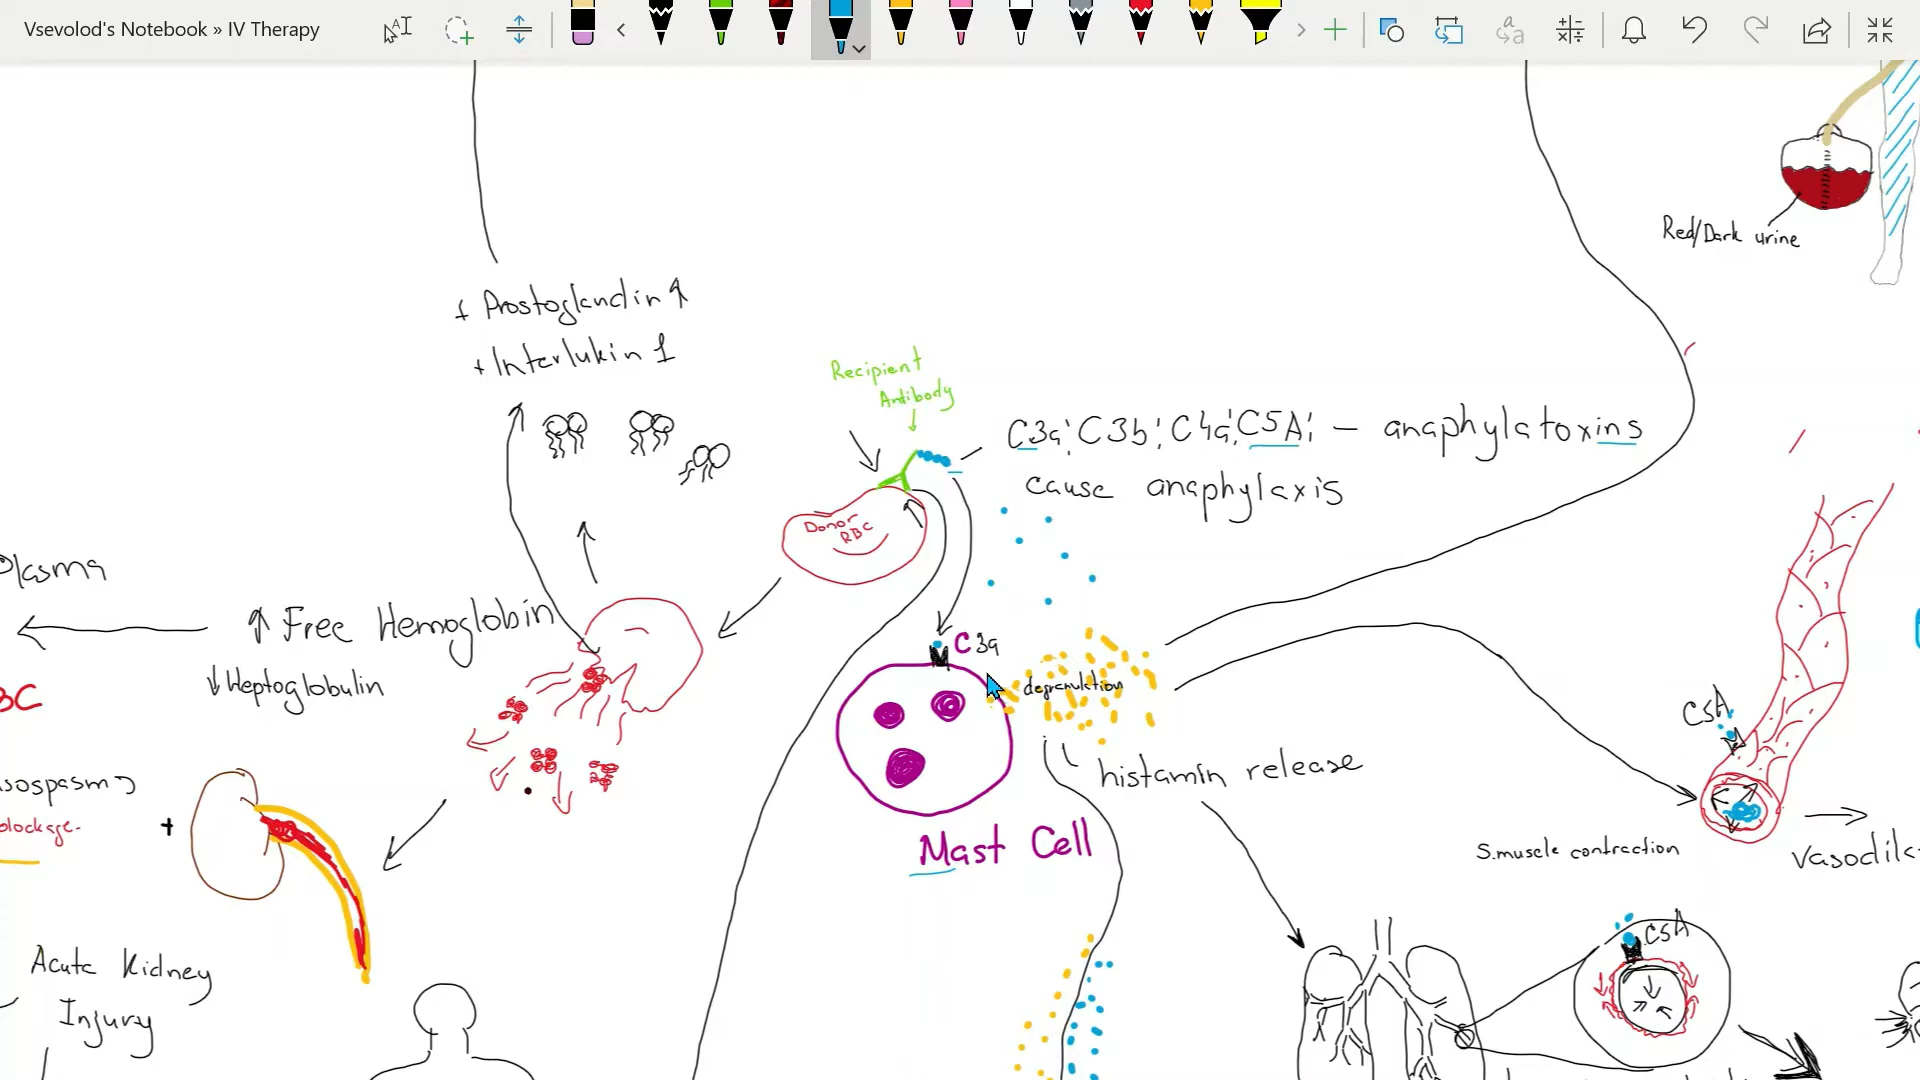 Vsevolod's Notebook » IV Therapy
Red/Dark urine
+ Prostoglandin ↑
+ Interlukin 1
Recipient
Antibody
C3a; C3b; C4a; C5A; – anaphylatoxins
cause anaphylaxis
Donor
RBC
Plasma
↑ Free Hemoglobin
↓ Heptoglobulin
C3a
degranulation
histamin release
Mast Cell
C5A
S.muscle contraction
C5A
+
Acute Kidney
Injury